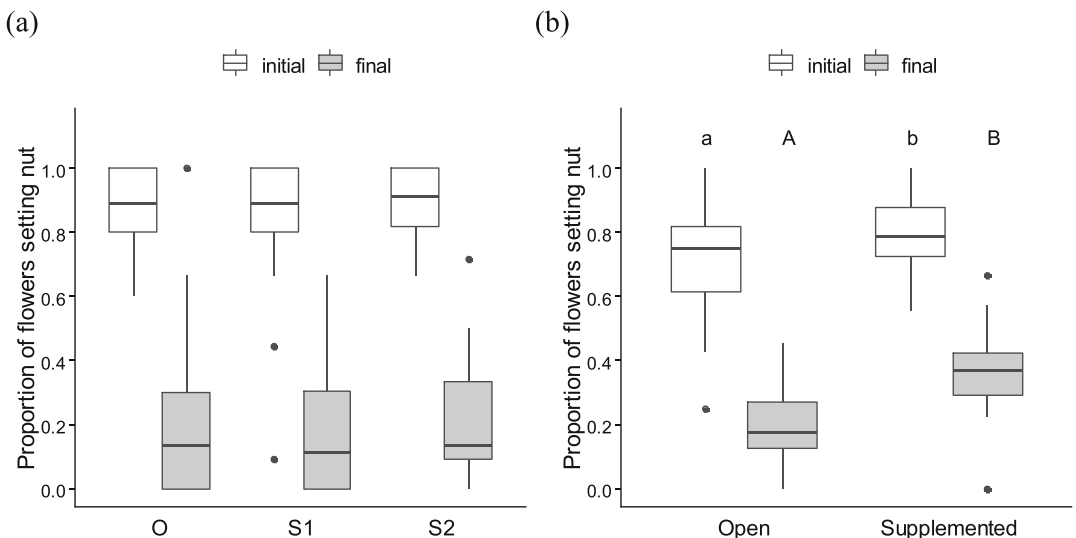 (a)
initial final
Proportion of flowers setting nut
1.0
0.8
0.6
0.4
0.2
0.0
O S1 S2
(b)
initial final
Proportion of flowers setting nut
a A b B
1.0
0.8
0.6
0.4
0.2
0.0
Open Supplemented